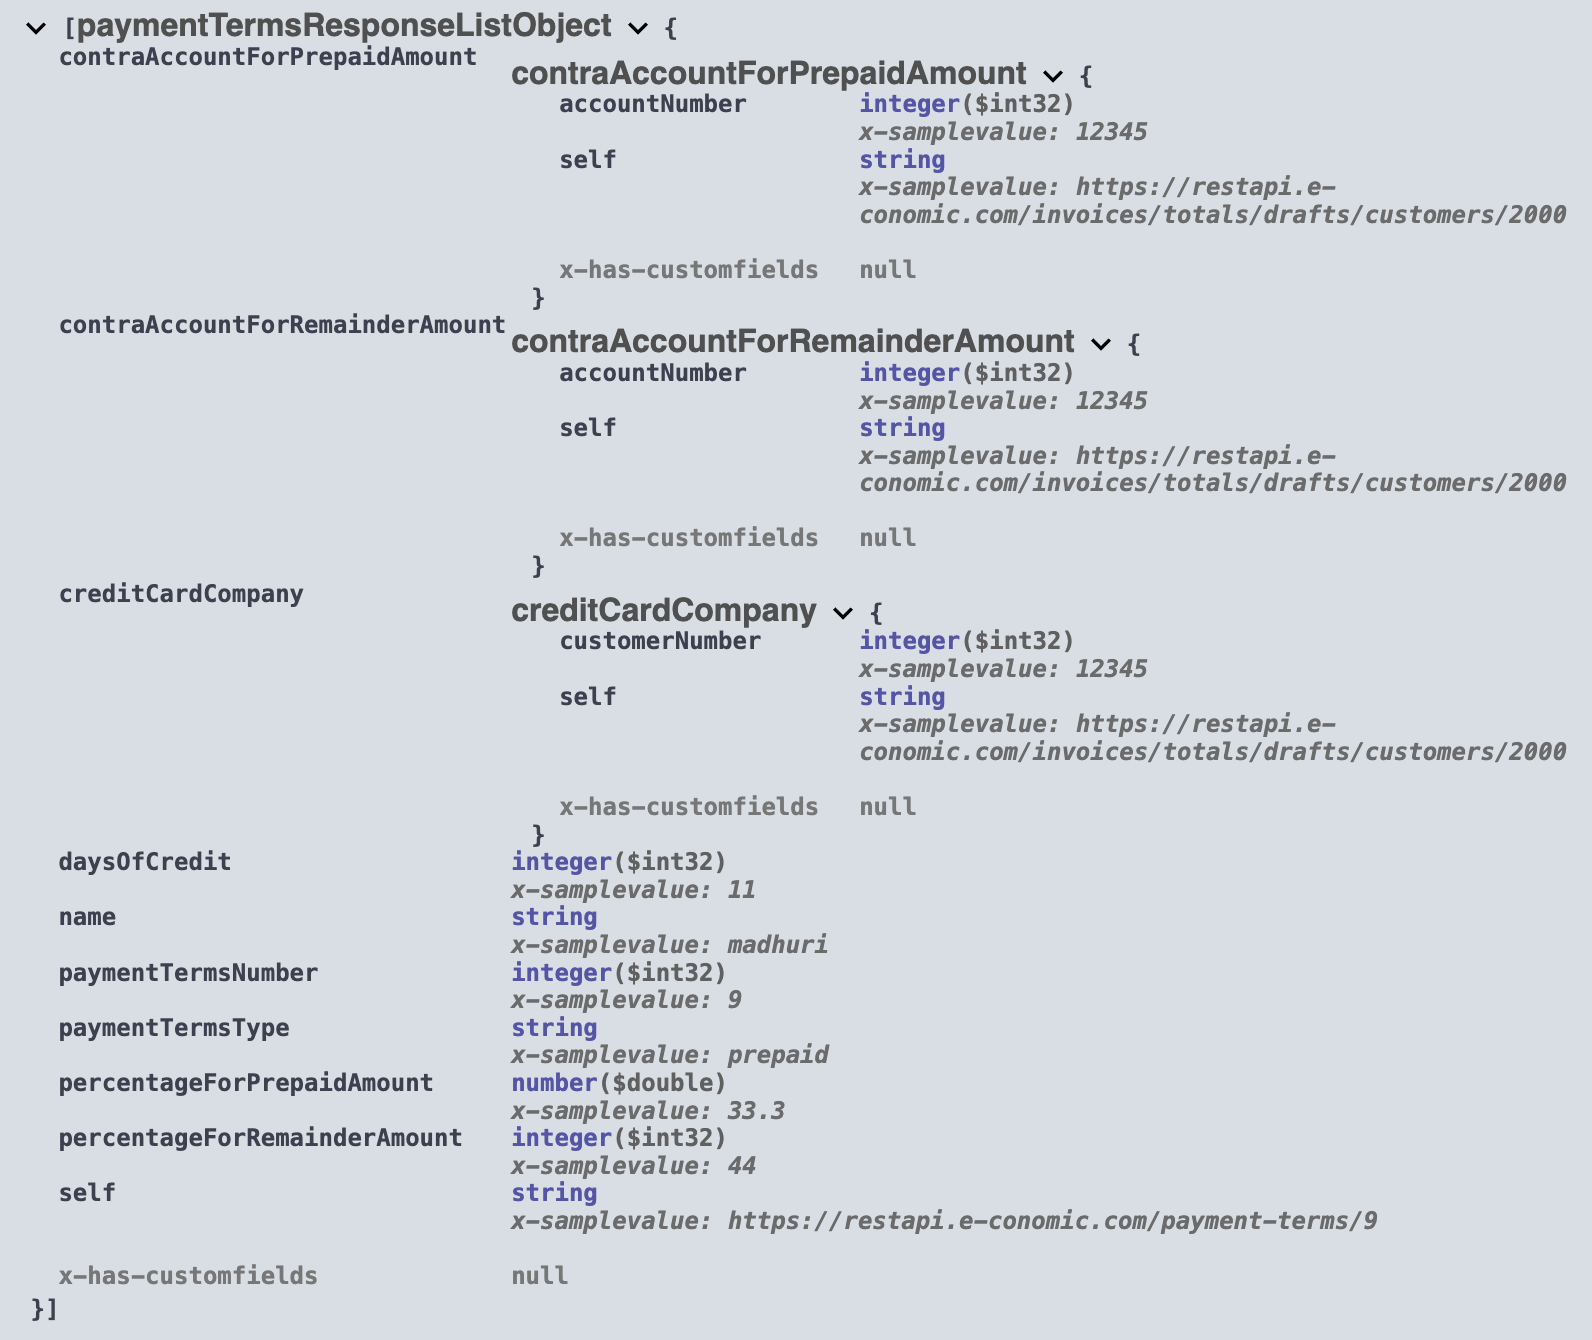 [paymentTermsResponseListObject {
contraAccountForPrepaidAmount
contraAccountForPrepaidAmount {
accountNumber integer($int32)
x-samplevalue: 12345
self string
x-samplevalue: https://restapi.e-
conomic.com/invoices/totals/drafts/customers/2000
x-has-customfields null
}
contraAccountForRemainderAmount
contraAccountForRemainderAmount {
accountNumber integer($int32)
x-samplevalue: 12345
self string
x-samplevalue: https://restapi.e-
conomic.com/invoices/totals/drafts/customers/2000
x-has-customfields null
}
creditCardCompany
creditCardCompany {
customerNumber integer($int32)
x-samplevalue: 12345
self string
x-samplevalue: https://restapi.e-
conomic.com/invoices/totals/drafts/customers/2000
x-has-customfields null
}
daysOfCredit integer($int32)
x-samplevalue: 11
name string
x-samplevalue: madhuri
paymentTermsNumber integer($int32)
x-samplevalue: 9
paymentTermsType string
x-samplevalue: prepaid
percentageForPrepaidAmount number($double)
x-samplevalue: 33.3
percentageForRemainderAmount integer($int32)
x-samplevalue: 44
self string
x-samplevalue: https://restapi.e-conomic.com/payment-terms/9
x-has-customfields null
}]